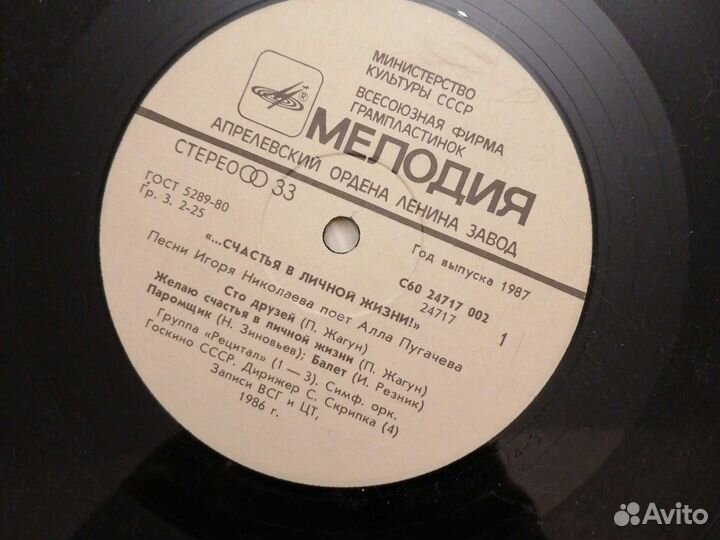 МИНИСТЕРСТВО
КУЛЬТУРЫ СССР
ВСЕСОЮЗНАЯ ФИРМА
ГРАМПЛАСТИНОК
®
МЕЛОДИЯ
АПРЕЛЕВСКИЙ ОРДЕНА ЛЕНИНА ЗАВОД
СТЕРЕО 33
ГОСТ 5289-80
Гр. 3. 2-25
Год выпуска 1987
С60 24717 002
24717
1
«...СЧАСТЬЯ В ЛИЧНОЙ ЖИЗНИ!»
Песни Игоря Николаева поет Алла Пугачева
Сто друзей (П. Жагун)
Желаю счастья в личной жизни (П. Жагун)
Паромщик (Н. Зиновьев); Балет (И. Резник)
Группа «Рецитал» (1 — 3). Симф. орк.
Госкино СССР. Дирижер С. Скрипка (4)
Записи ВСГ и ЦТ,
1986 г.
Avito